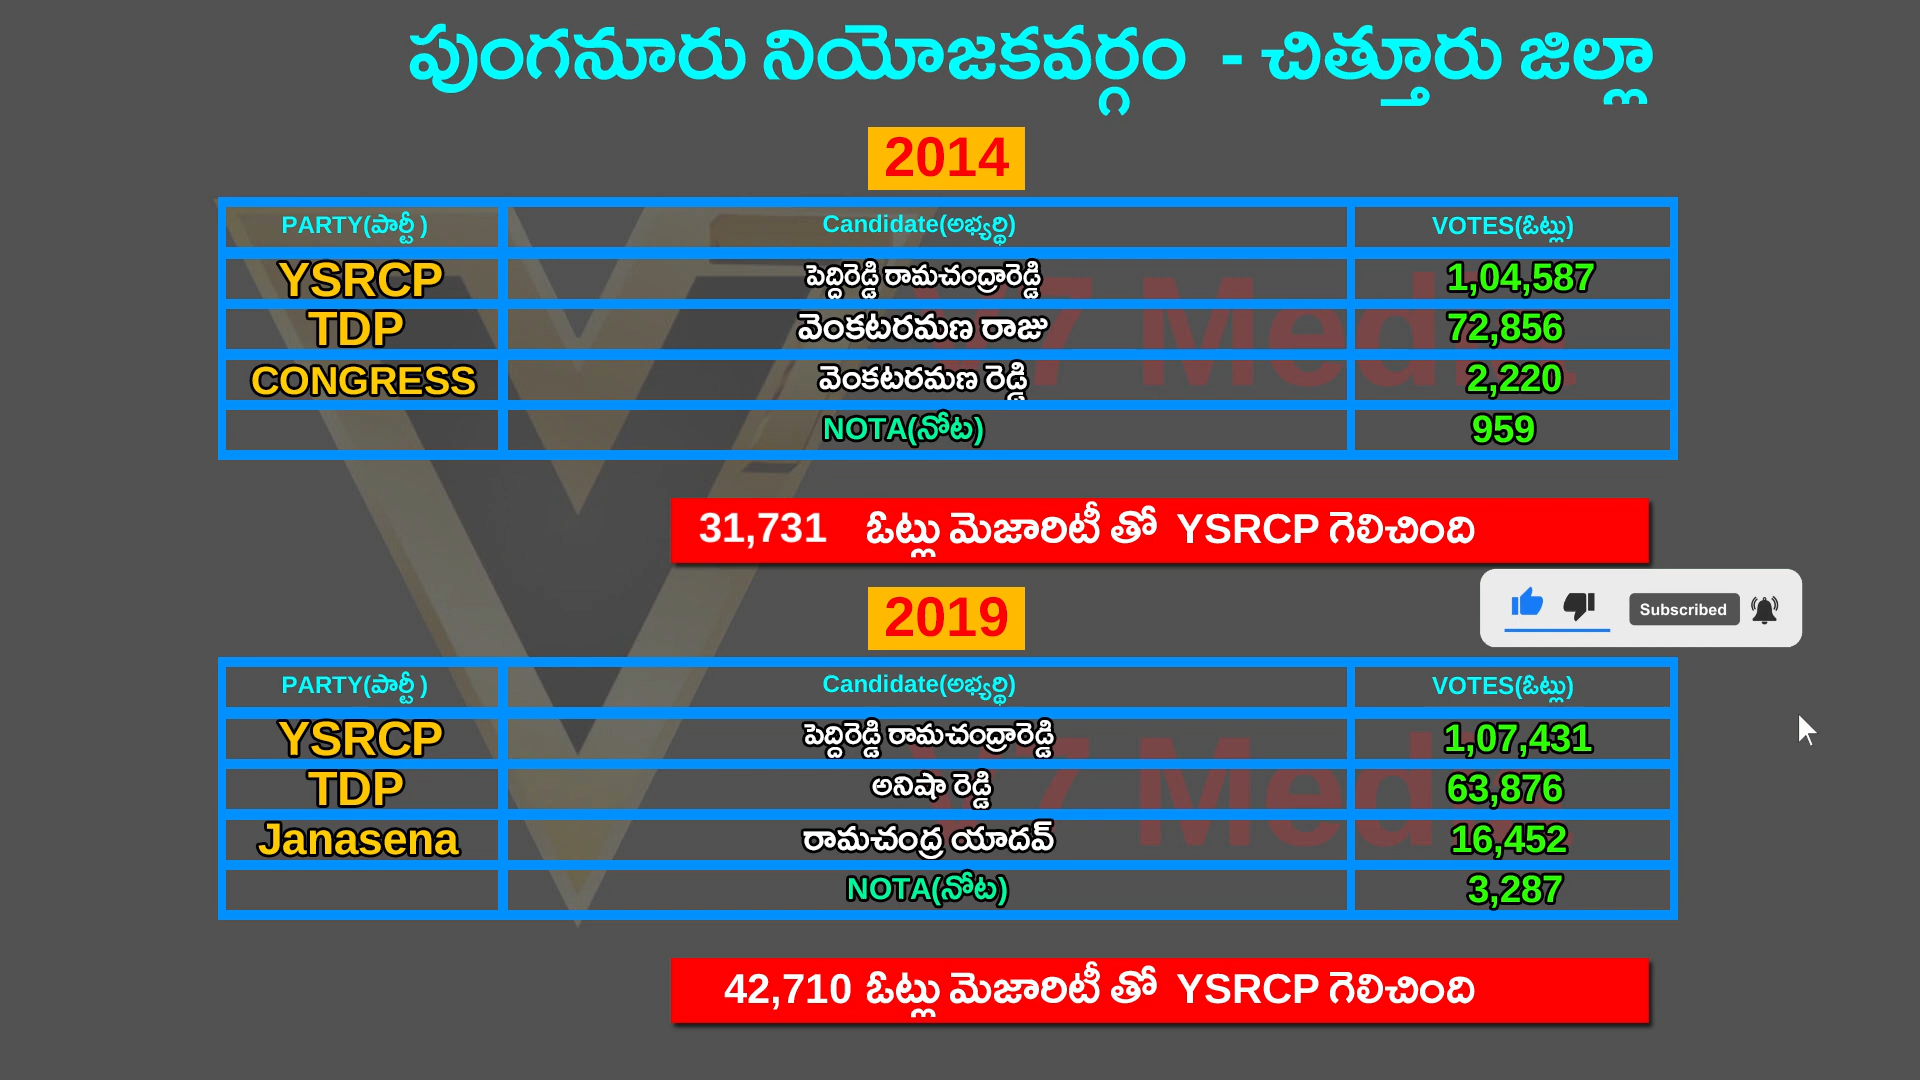 పుంగనూరు నియోజకవర్గం - చిత్తూరు జిల్లా
2014
PARTY(పార్టీ) Candidate(అభ్యర్థి) VOTES(ఓట్లు)
YSRCP పెద్దిరెడ్డి రామచంద్రారెడ్డి 1,04,587
TDP వెంకటరమణ రాజు 72,856
CONGRESS వెంకటరమణ రెడ్డి 2,220
NOTA(నోట) 959
31,731 ఓట్లు మెజారిటీ తో YSRCP గెలిచింది
2019
Subscribed
PARTY(పార్టీ) Candidate(అభ్యర్థి) VOTES(ఓట్లు)
YSRCP పెద్దిరెడ్డి రామచంద్రారెడ్డి 1,07,431
TDP అనిషా రెడ్డి 63,876
Janasena రామచంద్ర యాదవ్ 16,452
NOTA(నోట) 3,287
42,710 ఓట్లు మెజారిటీ తో YSRCP గెలిచింది